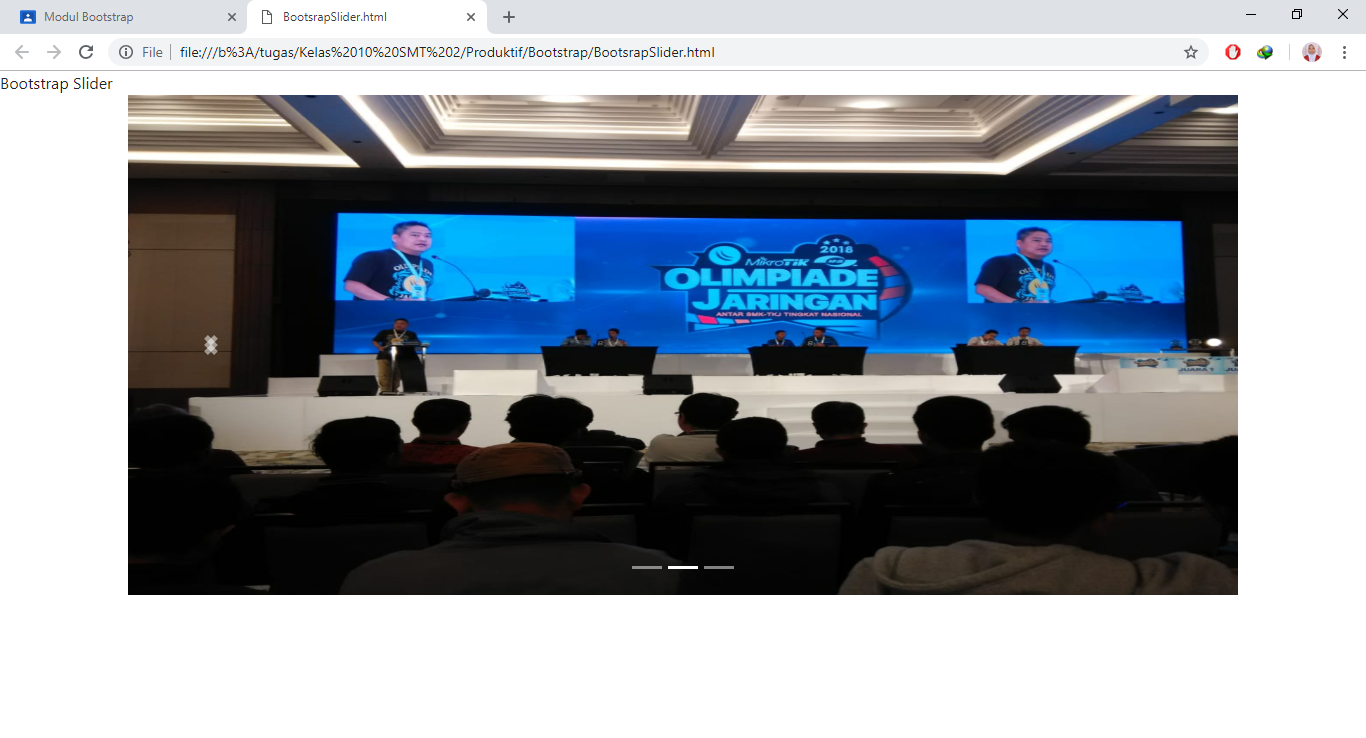 Modul Bootstrap
BootsrapSlider.html
File
file:///b%3A/tugas/Kelas%2010%20SMT%202/Produktif/Bootstrap/BootsrapSlider.html
Bootstrap Slider
2018
MikroTik
OLIMPIADE
JARINGAN
ANTAR SMK-TKJ TINGKAT NASIONAL
JUARA 1